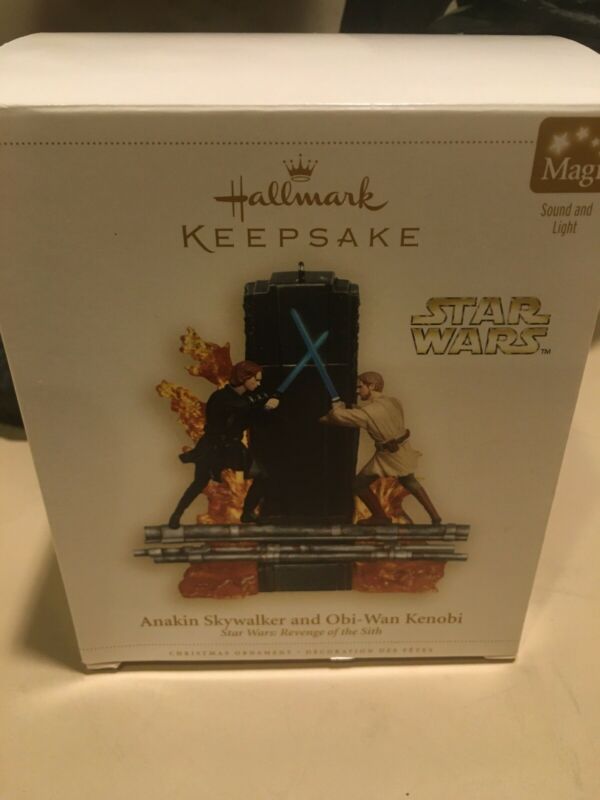 Hallmark
KEEPSAKE
Magi
Sound and
Light
STAR
WARS™
Anakin Skywalker and Obi-Wan Kenobi
Star Wars: Revenge of the Sith
CHRISTMAS ORNAMENT • DÉCORATION DES FÊTES